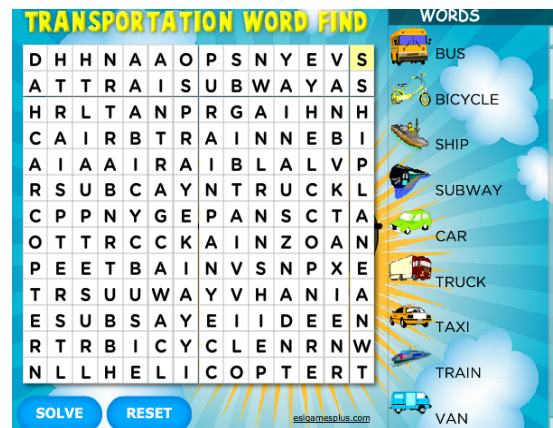 TRANSPORTATION WORD FIND
WORDS
D H H N A A O P S N Y E V S
A T T R A I S U B W A Y A S
H R L T A N P R G A I H N H
C A I R B T R A I N N E B I
A I A A I R A I B L A L V P
R S U B C A Y N T R U C K L
C P P N Y G E P A N S C T A
O T T R C C K A I N Z O A N
P E E T B A I N V S N P X E
T R S U U W A Y V H A N I A
E S U B S A Y E I I D E E N
R T R B I C Y C L E N R N W
N L L H E L I C O P T E R T
BUS
BICYCLE
SHIP
SUBWAY
CAR
TRUCK
TAXI
TRAIN
VAN
SOLVE
RESET
eslgamesplus.com